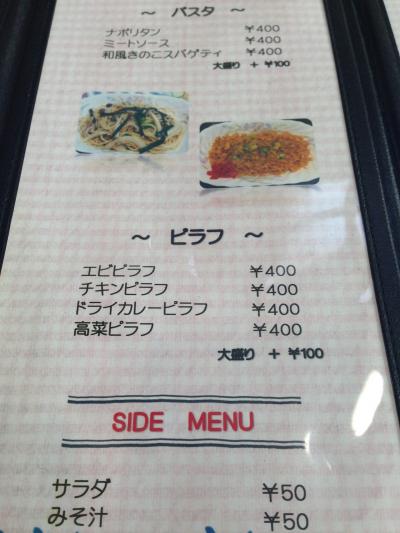 ～ パスタ ～
ナポリタン ￥400
ミートソース ￥400
和風きのこスパゲティ ￥400
大盛り ＋ ￥100
～ ピラフ ～
エビピラフ ￥400
チキンピラフ ￥400
ドライカレーピラフ ￥400
高菜ピラフ ￥400
大盛り ＋ ￥100
SIDE MENU
サラダ ￥50
みそ汁 ￥50